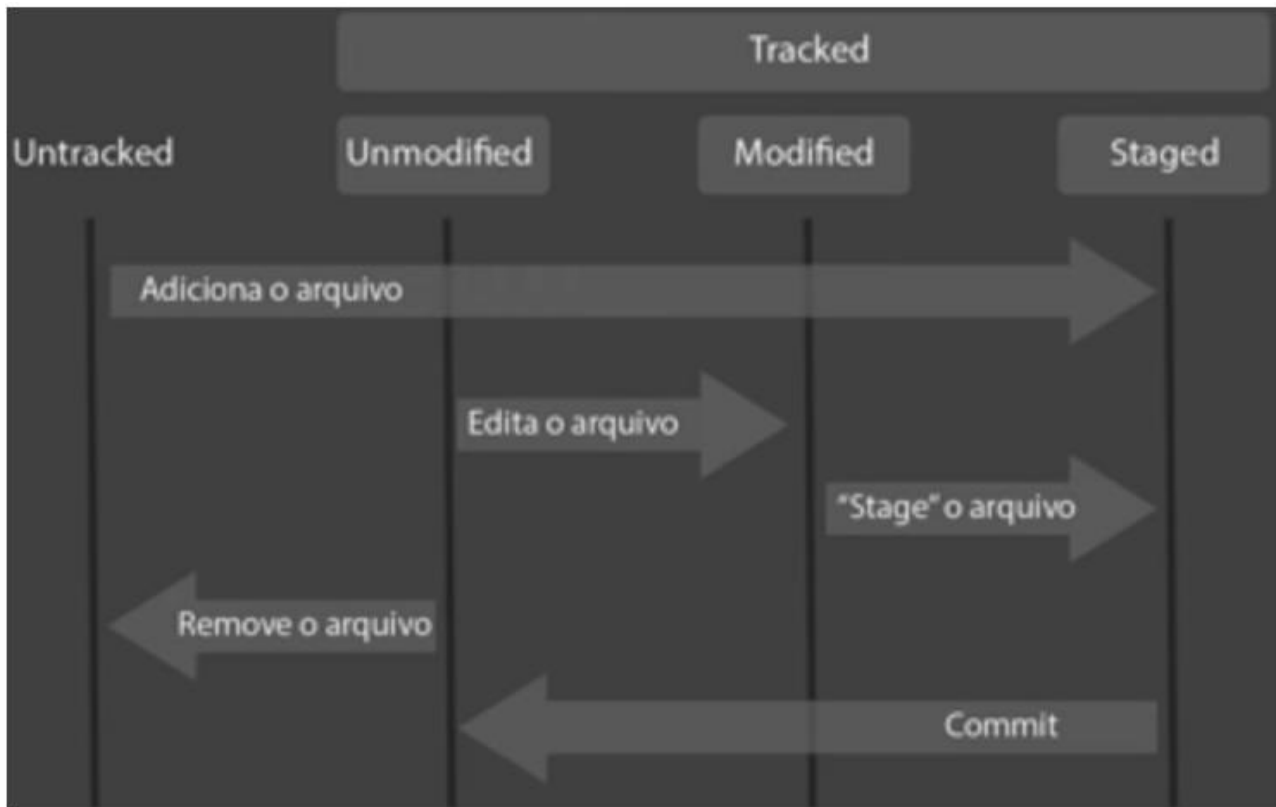 Tracked
Untracked
Unmodified
Modified
Staged
Adiciona o arquivo
Edita o arquivo
“Stage” o arquivo
Remove o arquivo
Commit